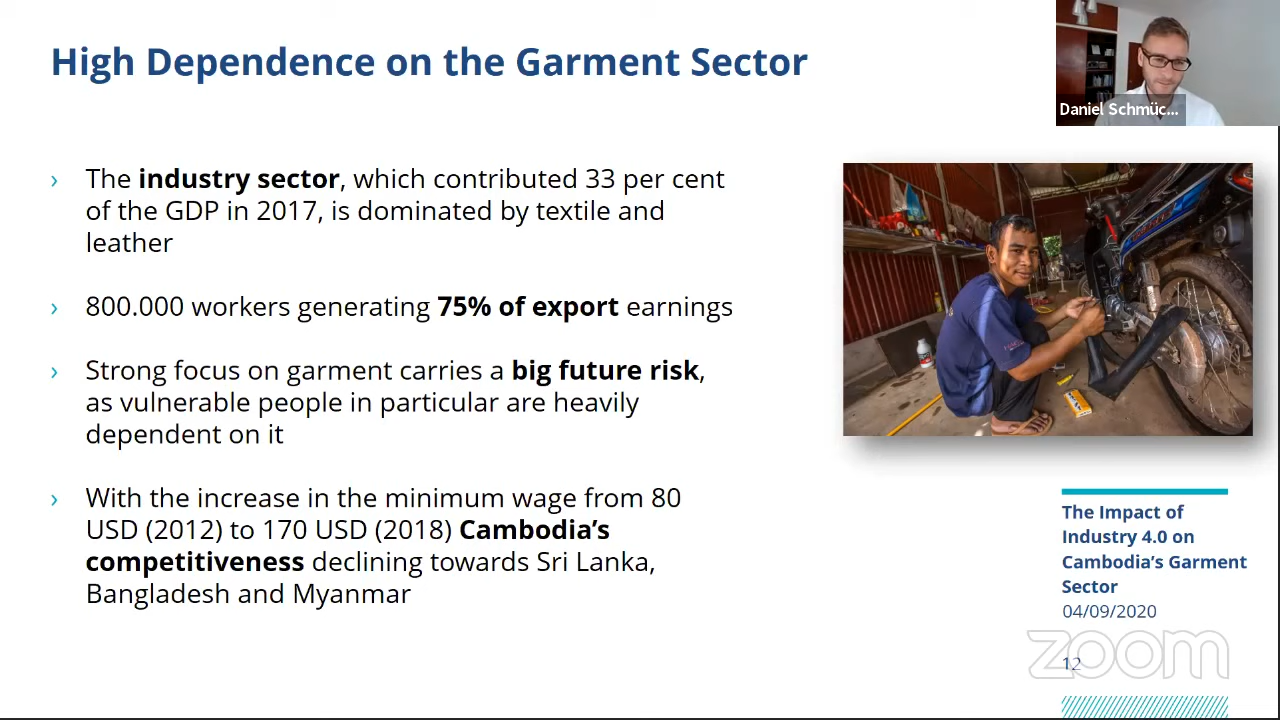 High Dependence on the Garment Sector
Daniel Schmüc...
› The industry sector, which contributed 33 per cent
of the GDP in 2017, is dominated by textile and
leather
› 800.000 workers generating 75% of export earnings
› Strong focus on garment carries a big future risk,
as vulnerable people in particular are heavily
dependent on it
› With the increase in the minimum wage from 80
USD (2012) to 170 USD (2018) Cambodia’s
competitiveness declining towards Sri Lanka,
Bangladesh and Myanmar
The Impact of
Industry 4.0 on
Cambodia’s Garment
Sector
04/09/2020
zoom
12